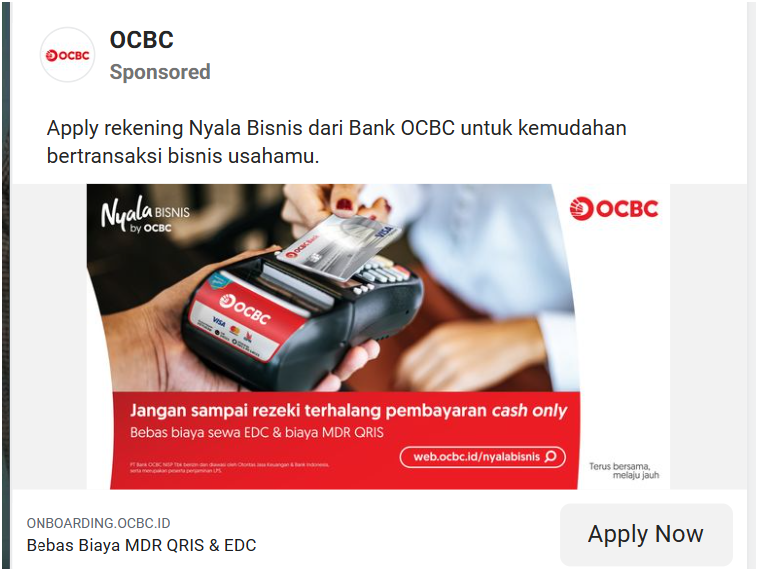 OCBC
OCBC
Sponsored
Apply rekening Nyala Bisnis dari Bank OCBC untuk kemudahan
bertransaksi bisnis usahamu.
Nyala BISNIS
by OCBC
OCBC
OCBC
VISA
OCBC
VISA
Jangan sampai rezeki terhalang pembayaran cash only
Bebas biaya sewa EDC & biaya MDR QRIS
web.ocbc.id/nyalabisnis
PT Bank OCBC NISP Tbk berizin dan diawasi oleh Otoritas Jasa Keuangan & Bank Indonesia,
serta merupakan peserta penjaminan LPS.
Terus bersama,
melaju jauh
ONBOARDING.OCBC.ID
Bebas Biaya MDR QRIS & EDC
Apply Now